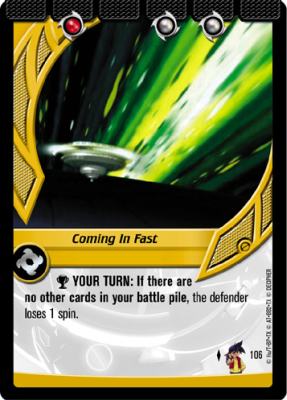 Coming In Fast
YOUR TURN: If there are
no other cards in your battle pile, the defender
loses 1 spin.
106